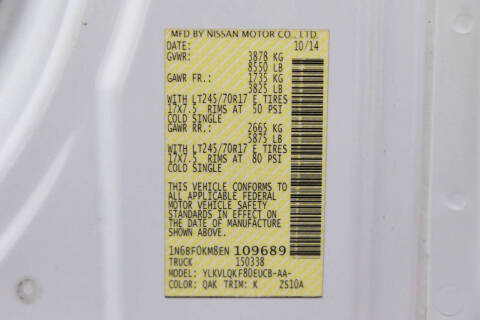 MFD BY NISSAN MOTOR CO., LTD.
DATE: 10/14
GVWR: 3878 KG
8550 LB
GAWR FR.: 1735 KG
3825 LB
WITH LT245/70R17 E TIRES
17X7.5 RIMS AT 50 PSI
COLD SINGLE
GAWR RR.: 2665 KG
5875 LB
WITH LT245/70R17 E TIRES
17X7.5 RIMS AT 80 PSI
COLD SINGLE
THIS VEHICLE CONFORMS TO
ALL APPLICABLE FEDERAL
MOTOR VEHICLE SAFETY
STANDARDS IN EFFECT ON
THE DATE OF MANUFACTURE
SHOWN ABOVE.
1N6BF0KM8EN109689
TRUCK 150338
MODEL: YLKVLQKF80EUCB-AA-
COLOR: QAK TRIM: K 2S10A